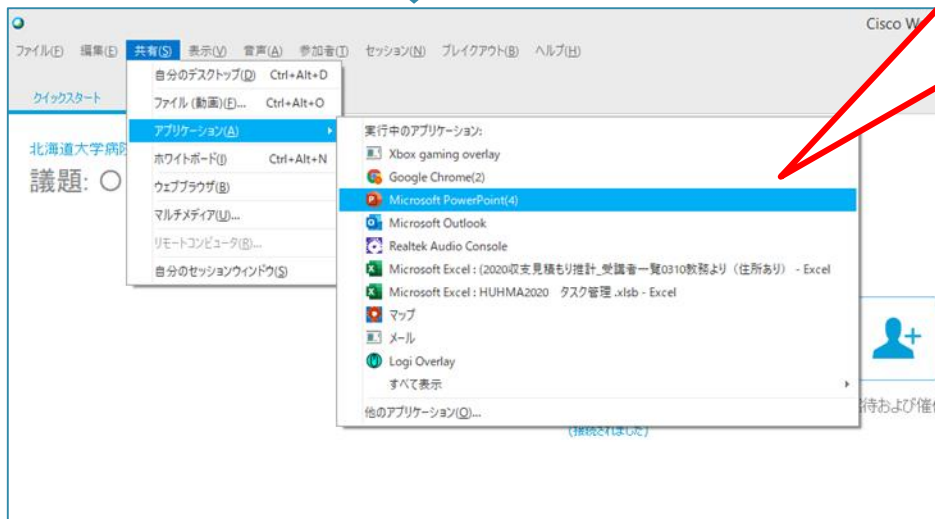 Cisco We
ファイル(F) 編集(E) 共有(S) 表示(V) 音声(A) 参加者(T) セッション(N) ブレイクアウト(B) ヘルプ(H)
クイックスタート
北海道大学病院
議題: ○
自分のデスクトップ(D) Ctrl+Alt+D
ファイル (動画)(F)... Ctrl+Alt+O
アプリケーション(A)
ホワイトボード(I) Ctrl+Alt+N
ウェブブラウザ(B)
マルチメディア(U)...
リモートコンピュータ(R)...
自分のセッションウィンドウ(S)
実行中のアプリケーション:
Xbox gaming overlay
Google Chrome(2)
Microsoft PowerPoint(4)
Microsoft Outlook
Realtek Audio Console
Microsoft Excel : (2020収支見積もり推計_受講者一覧0310教務より (住所あり) - Excel
Microsoft Excel : HUHMA2020 タスク管理 .xlsb - Excel
マップ
メール
Logi Overlay
すべて表示
他のアプリケーション(O)...
待および催
(接続されました)